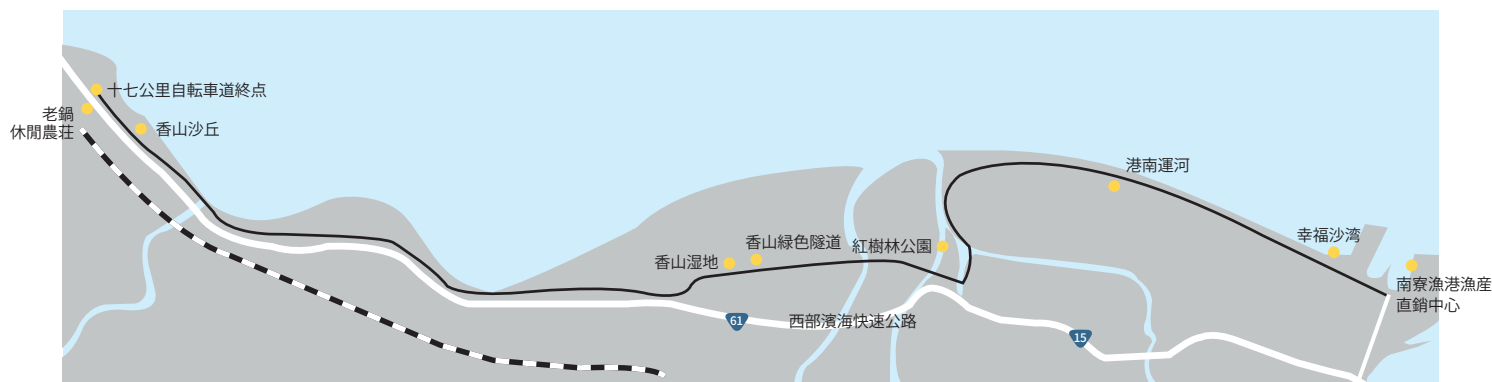 十七公里自転車道終点
老鍋
休閒農荘
香山沙丘
港南運河
香山緑色隧道
紅樹林公園
香山湿地
幸福沙湾
南寮漁港漁産
直銷中心
61
西部濱海快速公路
15